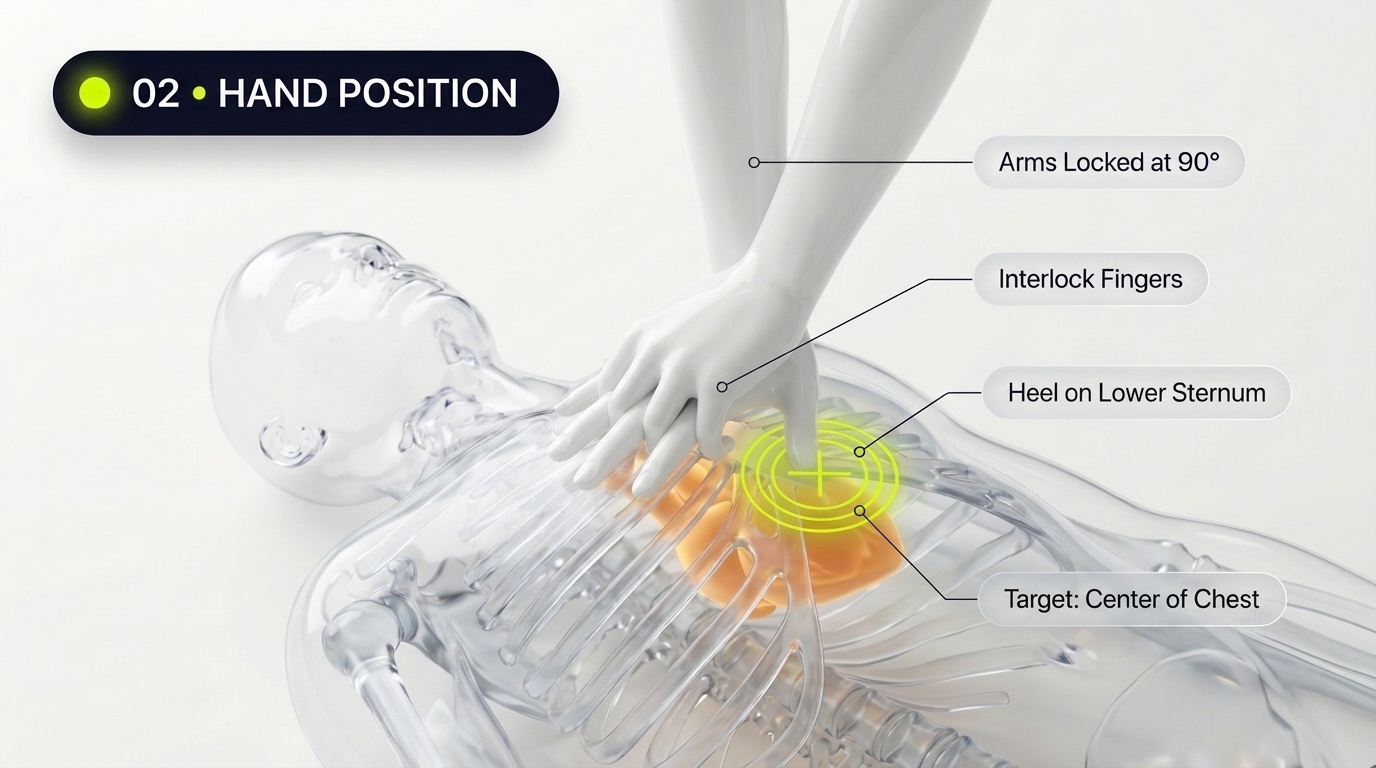 02 • HAND POSITION
Arms Locked at 90°
Interlock Fingers
Heel on Lower Sternum
Target: Center of Chest